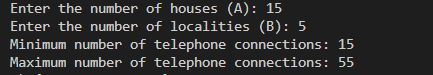 Enter the number of houses (A): 15
Enter the number of localities (B): 5
Minimum number of telephone connections: 15
Maximum number of telephone connections: 55